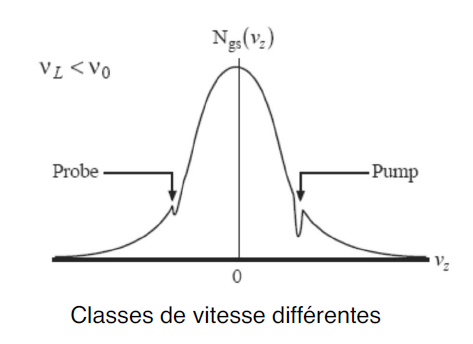 N_gs(v_z)
ν_L < ν_0
Probe
Pump
v_z
0
Classes de vitesse différentes